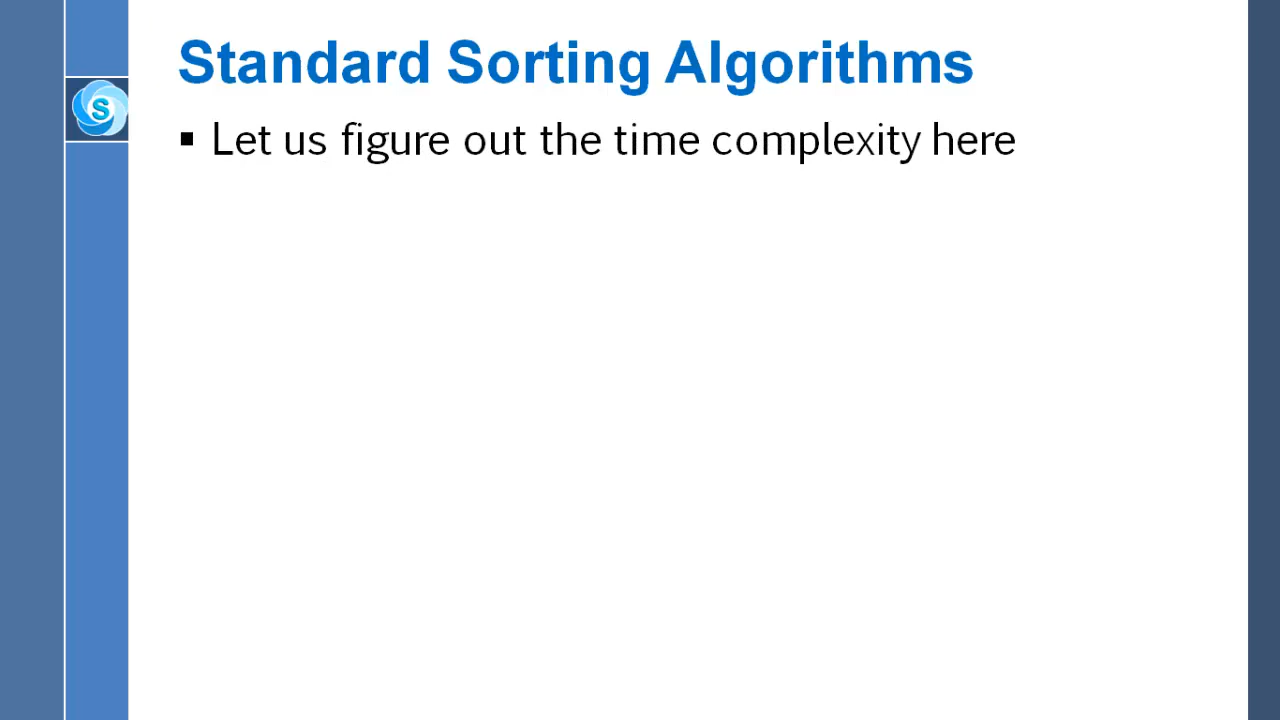 Standard Sorting Algorithms
S
▪ Let us figure out the time complexity here